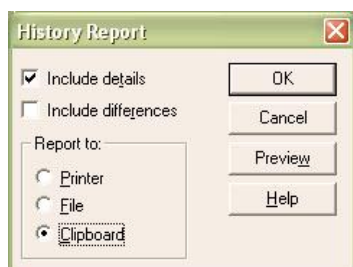 History Report
Include details
Include differences
Report to:
Printer
File
Clipboard
OK
Cancel
Preview
Help